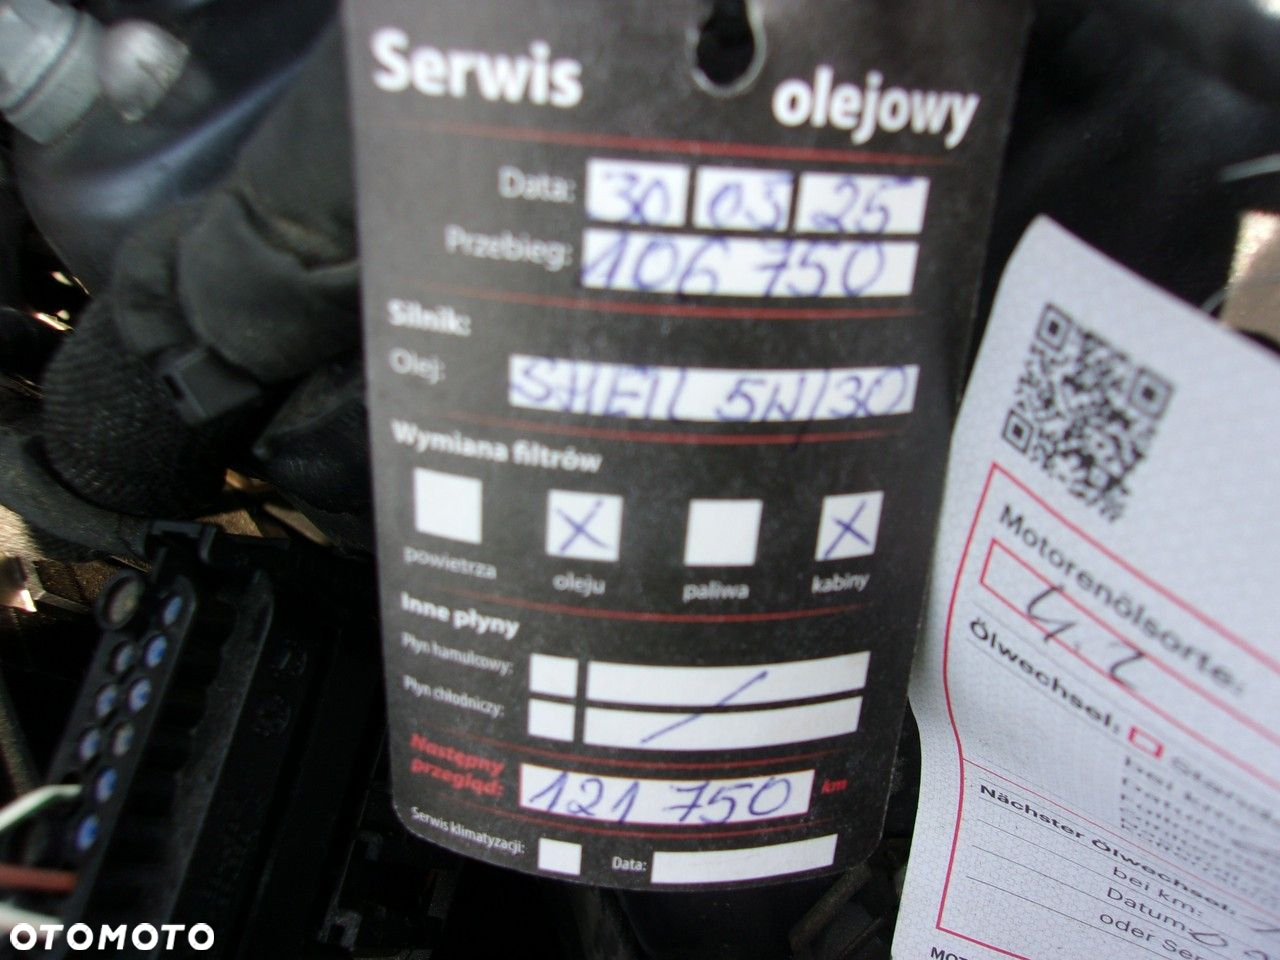 Serwis olejowy
Data: 30 03 25
Przebieg: 106 750
Silnik:
Olej: SHELL 5W/30
Wymiana filtrów
powietrza X oleju paliwa X kabiny
Inne płyny
Płyn hamulcowy:
Płyn chłodniczy:
Następny
przegląd: 121 750 km
Serwis klimatyzacji: Data:
Motorenölsorte:
Ölwechsel:
Nächster Ölwechsel:
bei km:
Datum:
oder
OTOMOTO